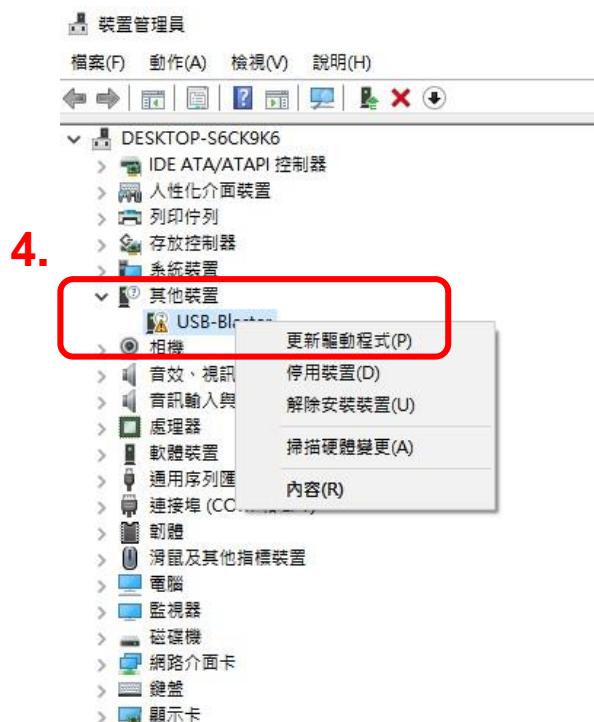 裝置管理員
檔案(F) 動作(A) 檢視(V) 說明(H)
DESKTOP-S6CK9K6
IDE ATA/ATAPI 控制器
人性化介面裝置
列印佇列
存放控制器
4.
系統裝置
其他裝置
USB-Blaster
更新驅動程式(P)
相機
音效、視訊
停用裝置(D)
音訊輸入與
解除安裝裝置(U)
處理器
軟體裝置
掃描硬體變更(A)
通用序列匯
內容(R)
連接埠 (CO
韌體
滑鼠及其他指標裝置
電腦
監視器
磁碟機
網路介面卡
鍵盤
顯示卡